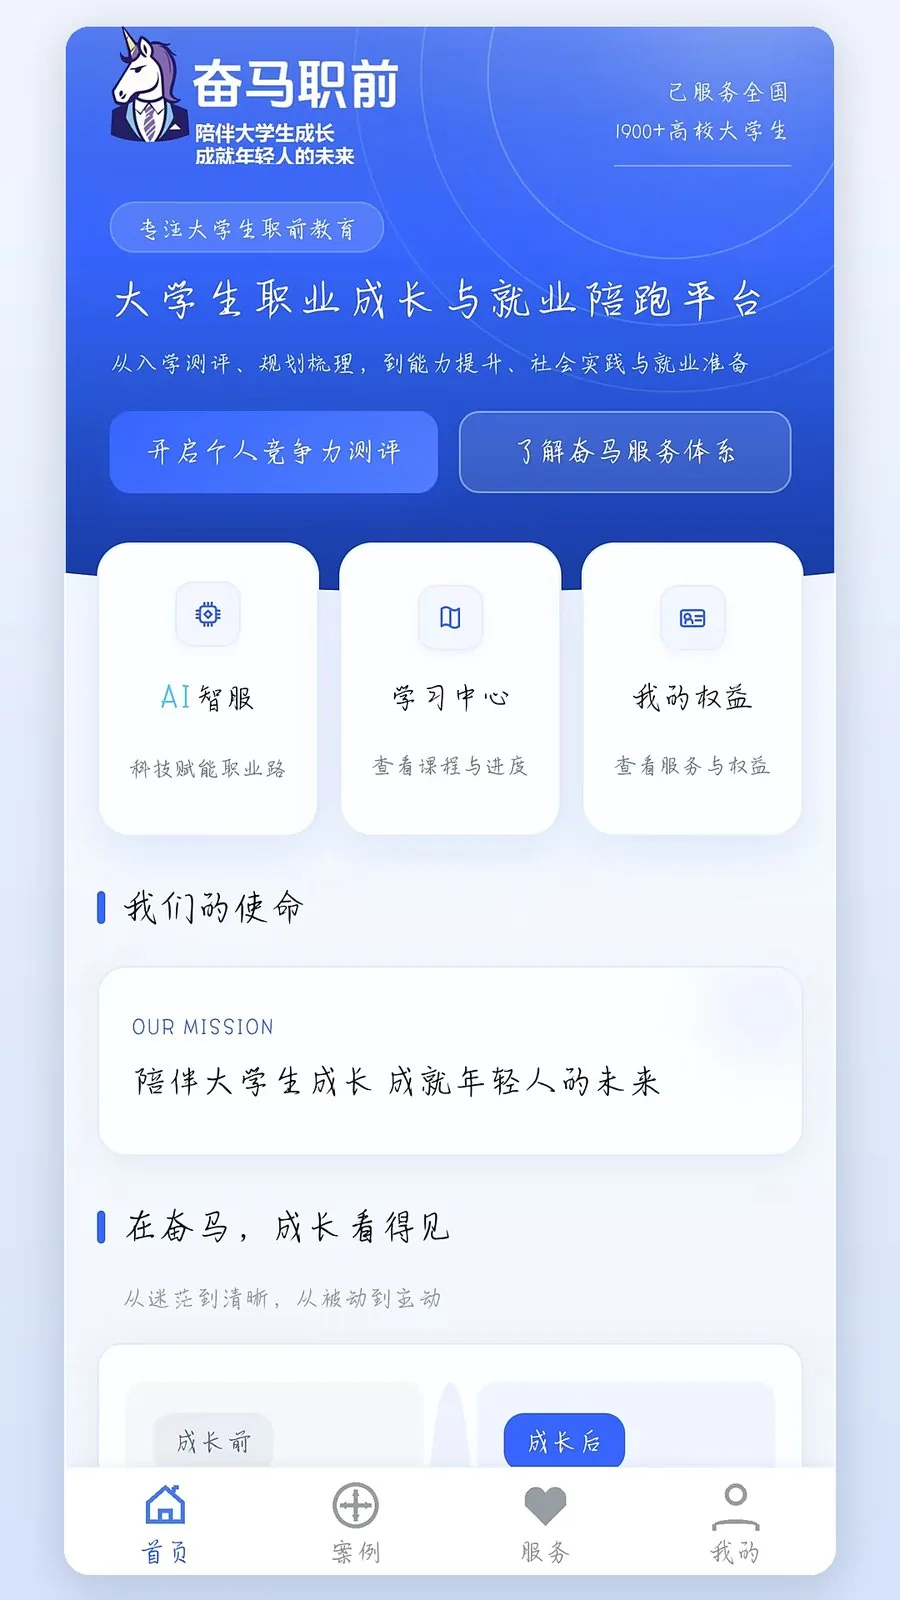 奋马职前
陪伴大学生成长
成就年轻人的未来
已服务全国
1900+高校大学生
专注大学生职前教育
大学生职业成长与就业陪跑平台
从入学测评、规划梳理，到能力提升、社会实践与就业准备
开启个人竞争力测评
了解奋马服务体系
AI智服
科技赋能职业路
学习中心
查看课程与进度
我的权益
查看服务与权益
我们的使命
OUR MISSION
陪伴大学生成长 成就年轻人的未来
在奋马，成长看得见
从迷茫到清晰，从被动到主动
成长前
成长后
首页
案例
服务
我的